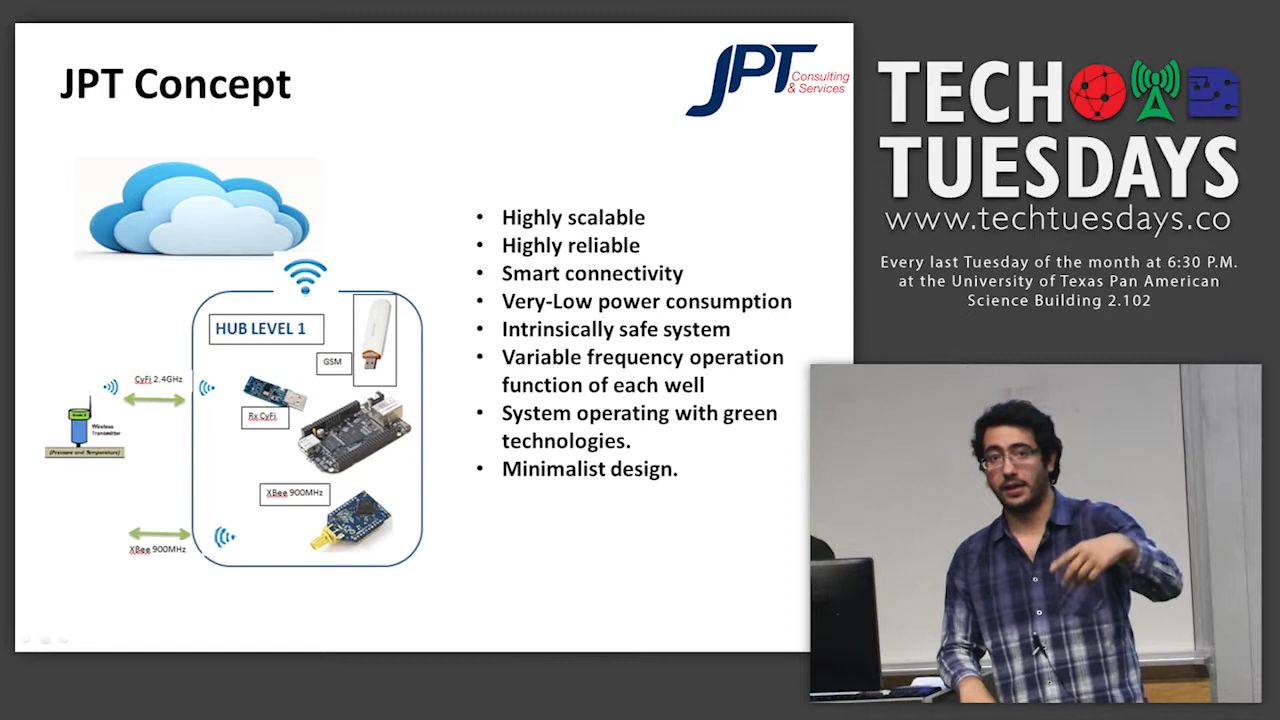 JPT Concept
JPT Consulting
& Services
HUB LEVEL 1
GSM
CyFi 2.4GHz
Rx CyFi
Wireless
Transmitter
(Pressure and Temperature)
XBee 900MHz
XBee 900MHz
• Highly scalable
• Highly reliable
• Smart connectivity
• Very-Low power consumption
• Intrinsically safe system
• Variable frequency operation
function of each well
• System operating with green
technologies.
• Minimalist design.
TECH
TUESDAYS
www.techtuesdays.co
Every last Tuesday of the month at 6:30 P.M.
at the University of Texas Pan American
Science Building 2.102